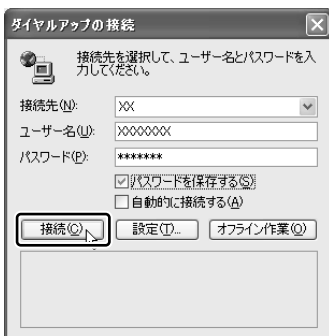 ダイヤルアップの接続
接続先を選択して、ユーザー名とパスワードを入
力してください。
接続先(N): XX
ユーザー名(U): XXXXXXX
パスワード(P): *******
パスワードを保存する(S)
自動的に接続する(A)
接続(C) 設定(T)... オフライン作業(O)